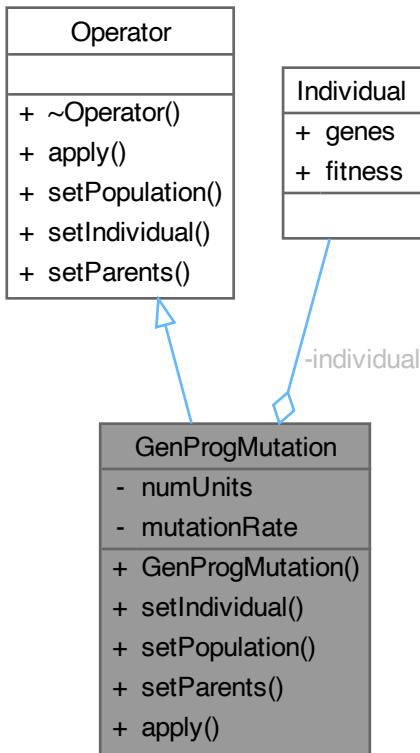 Operator
+ ~Operator()
+ apply()
+ setPopulation()
+ setIndividual()
+ setParents()
Individual
+ genes
+ fitness
-individual
GenProgMutation
- numUnits
- mutationRate
+ GenProgMutation()
+ setIndividual()
+ setPopulation()
+ setParents()
+ apply()